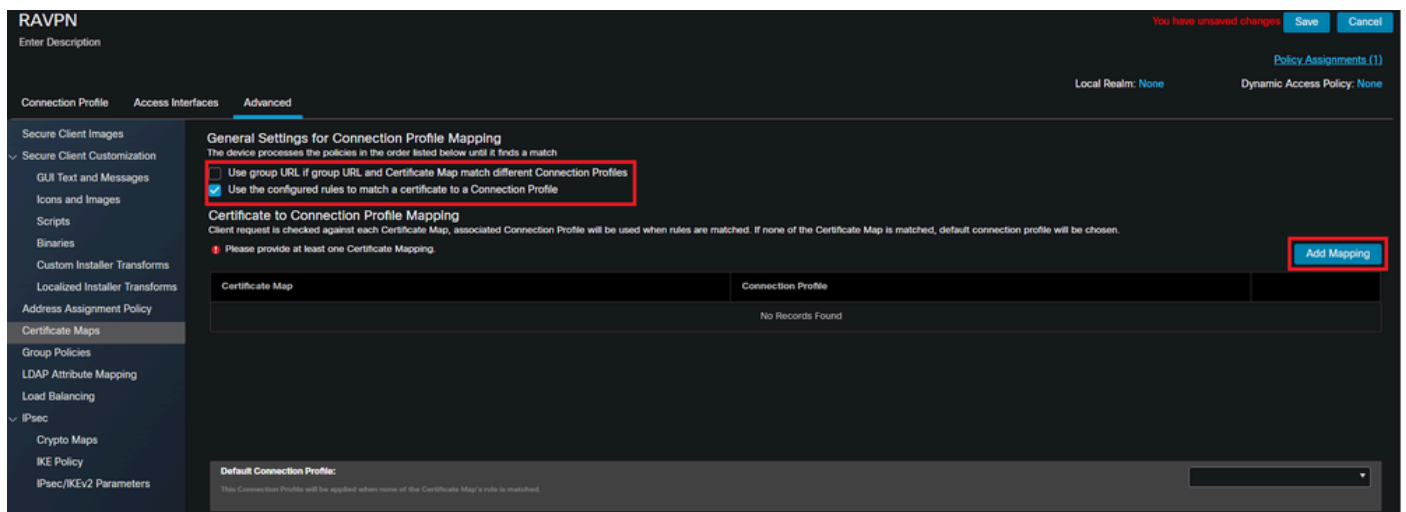 RAVPN
You have unsaved changes Save Cancel
Enter Description
Policy Assignments (1)
Local Realm: None Dynamic Access Policy: None
Connection Profile Access Interfaces Advanced
Secure Client Images
Secure Client Customization
GUI Text and Messages
Icons and Images
Scripts
Binaries
Custom Installer Transforms
Localized Installer Transforms
Address Assignment Policy
Certificate Maps
Group Policies
LDAP Attribute Mapping
Load Balancing
IPsec
Crypto Maps
IKE Policy
IPsec/IKEv2 Parameters
General Settings for Connection Profile Mapping
The device processes the policies in the order listed below until it finds a match
Use group URL if group URL and Certificate Map match different Connection Profiles
Use the configured rules to match a certificate to a Connection Profile
Certificate to Connection Profile Mapping
Client request is checked against each Certificate Map, associated Connection Profile will be used when rules are matched. If none of the Certificate Map is matched, default connection profile will be chosen.
Please provide at least one Certificate Mapping.
Add Mapping
Certificate Map Connection Profile
No Records Found
Default Connection Profile:
This Connection Profile will be applied when none of the Certificate Map's rule is matched.